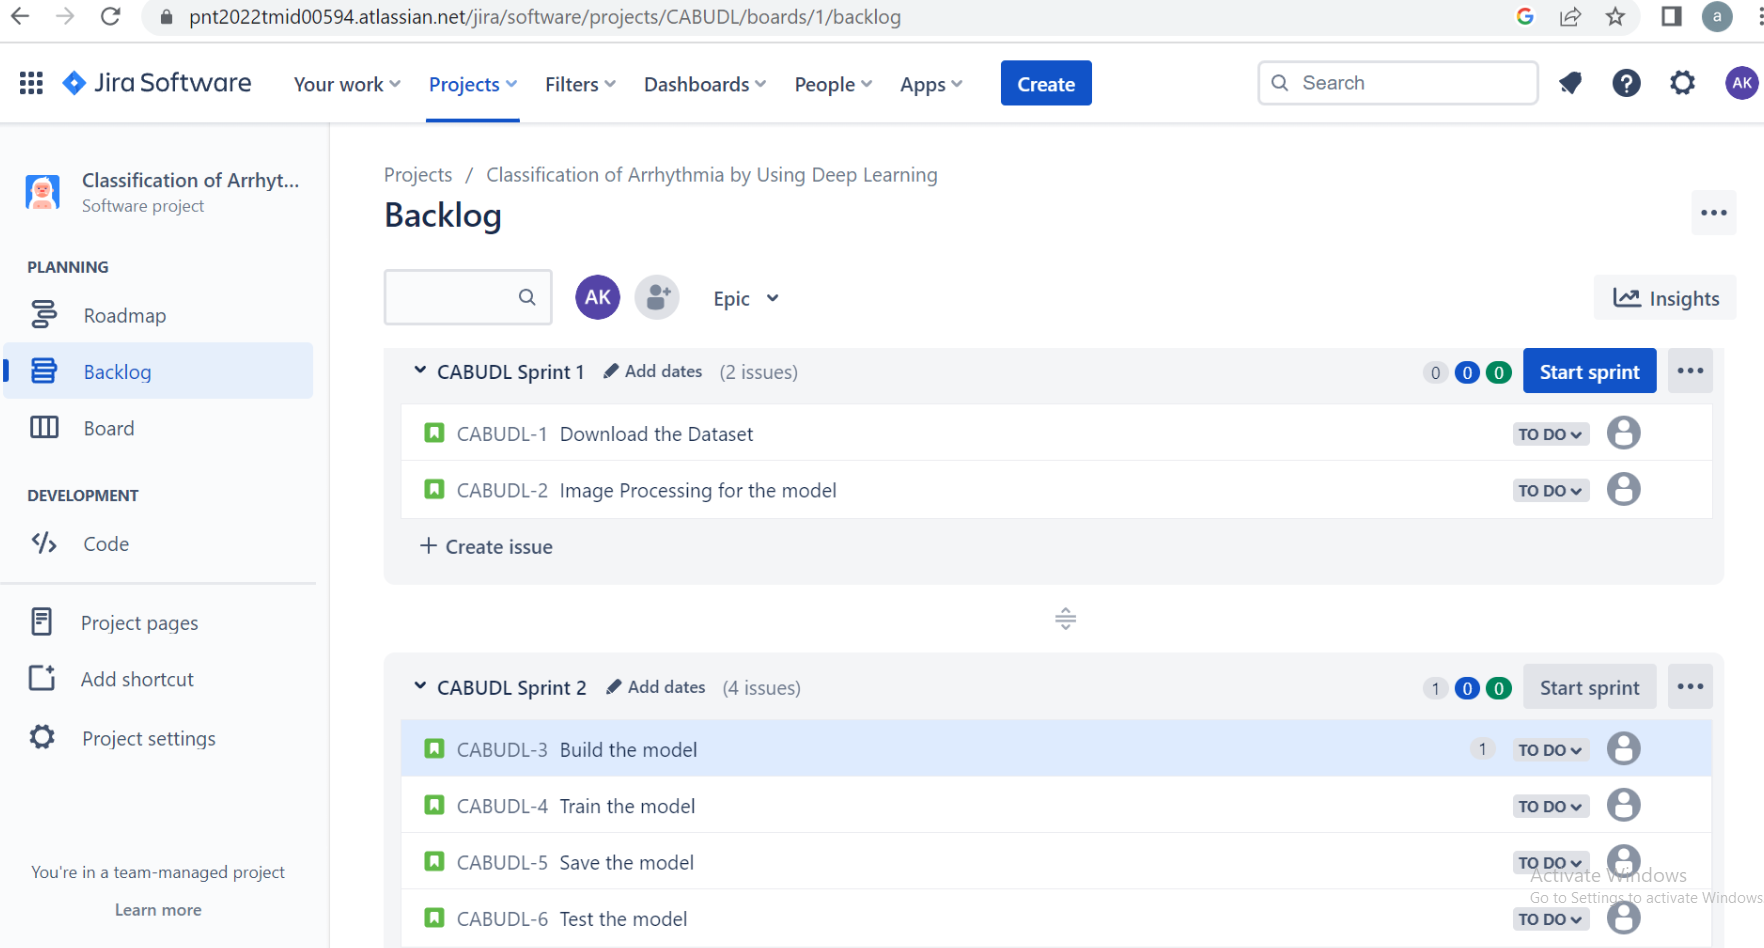 pnt2022tmid00594.atlassian.net/jira/software/projects/CABUDL/boards/1/backlog
a
Jira Software Your work Projects Filters Dashboards People Apps Create Search AK
Classification of Arrhyt...
Software project
PLANNING
Roadmap
Backlog
Board
DEVELOPMENT
Code
Project pages
Add shortcut
Project settings
You're in a team-managed project
Learn more
Projects / Classification of Arrhythmia by Using Deep Learning
Backlog
AK Epic Insights
CABUDL Sprint 1 Add dates (2 issues) 0 0 0 Start sprint
CABUDL-1 Download the Dataset TO DO
CABUDL-2 Image Processing for the model TO DO
+ Create issue
CABUDL Sprint 2 Add dates (4 issues) 1 0 0 Start sprint
CABUDL-3 Build the model 1 TO DO
CABUDL-4 Train the model TO DO
CABUDL-5 Save the model TO DO
Activate Windows
Go to Settings to activate Windows
CABUDL-6 Test the model TO DO